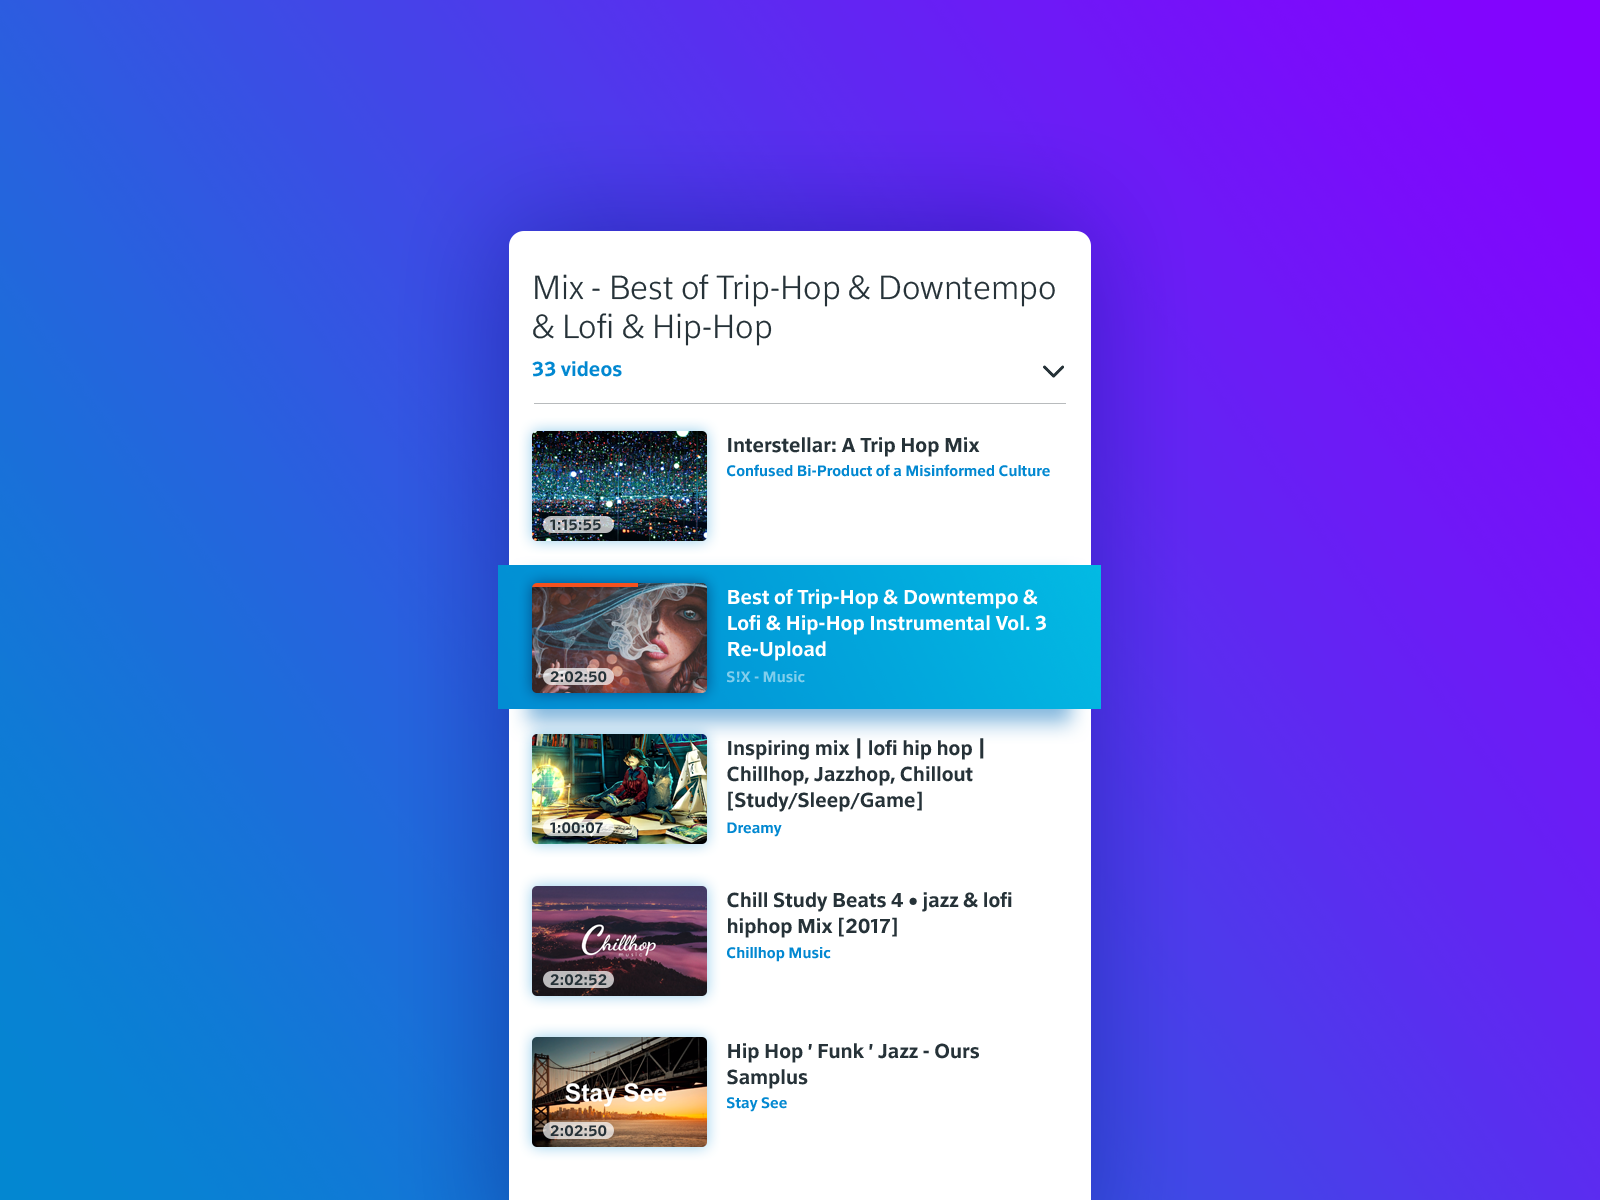 Mix - Best of Trip-Hop & Downtempo
& Lofi & Hip-Hop
33 videos
Interstellar: A Trip Hop Mix
Confused Bi-Product of a Misinformed Culture
1:15:55
Best of Trip-Hop & Downtempo &
Lofi & Hip-Hop Instrumental Vol. 3
Re-Upload
S!X - Music
2:02:50
Inspiring mix | lofi hip hop |
Chillhop, Jazzhop, Chillout
[Study/Sleep/Game]
Dreamy
1:00:07
Chill Study Beats 4 • jazz & lofi
hiphop Mix [2017]
Chillhop Music
Chillhop
music
2:02:52
Hip Hop ' Funk ' Jazz - Ours
Samplus
Stay See
Stay See
2:02:50